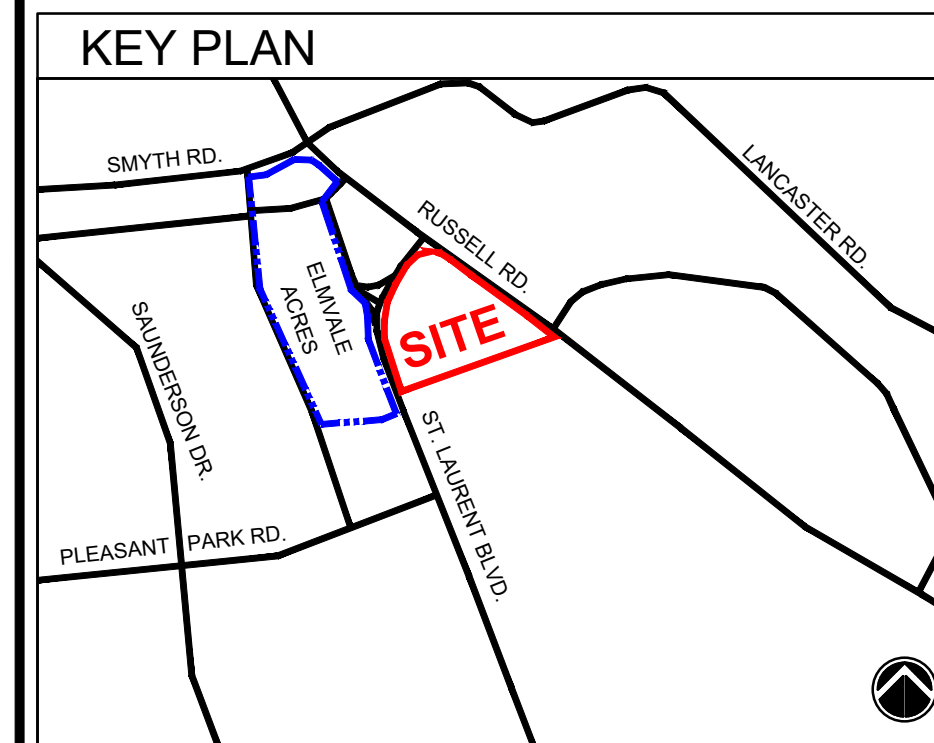 KEY PLAN
SMYTH RD.
LANCASTER RD.
RUSSELL RD.
ELMVALE
ACRES
SITE
SAUNDERSON DR.
ST. LAURENT BLVD.
PLEASANT PARK RD.